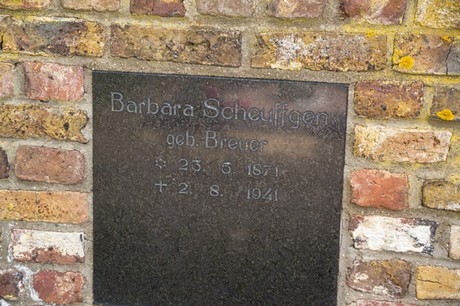 Barbara Scheuffgen
geb. Breuer
* 23. 5. 1871
+ 2. 8. 1941